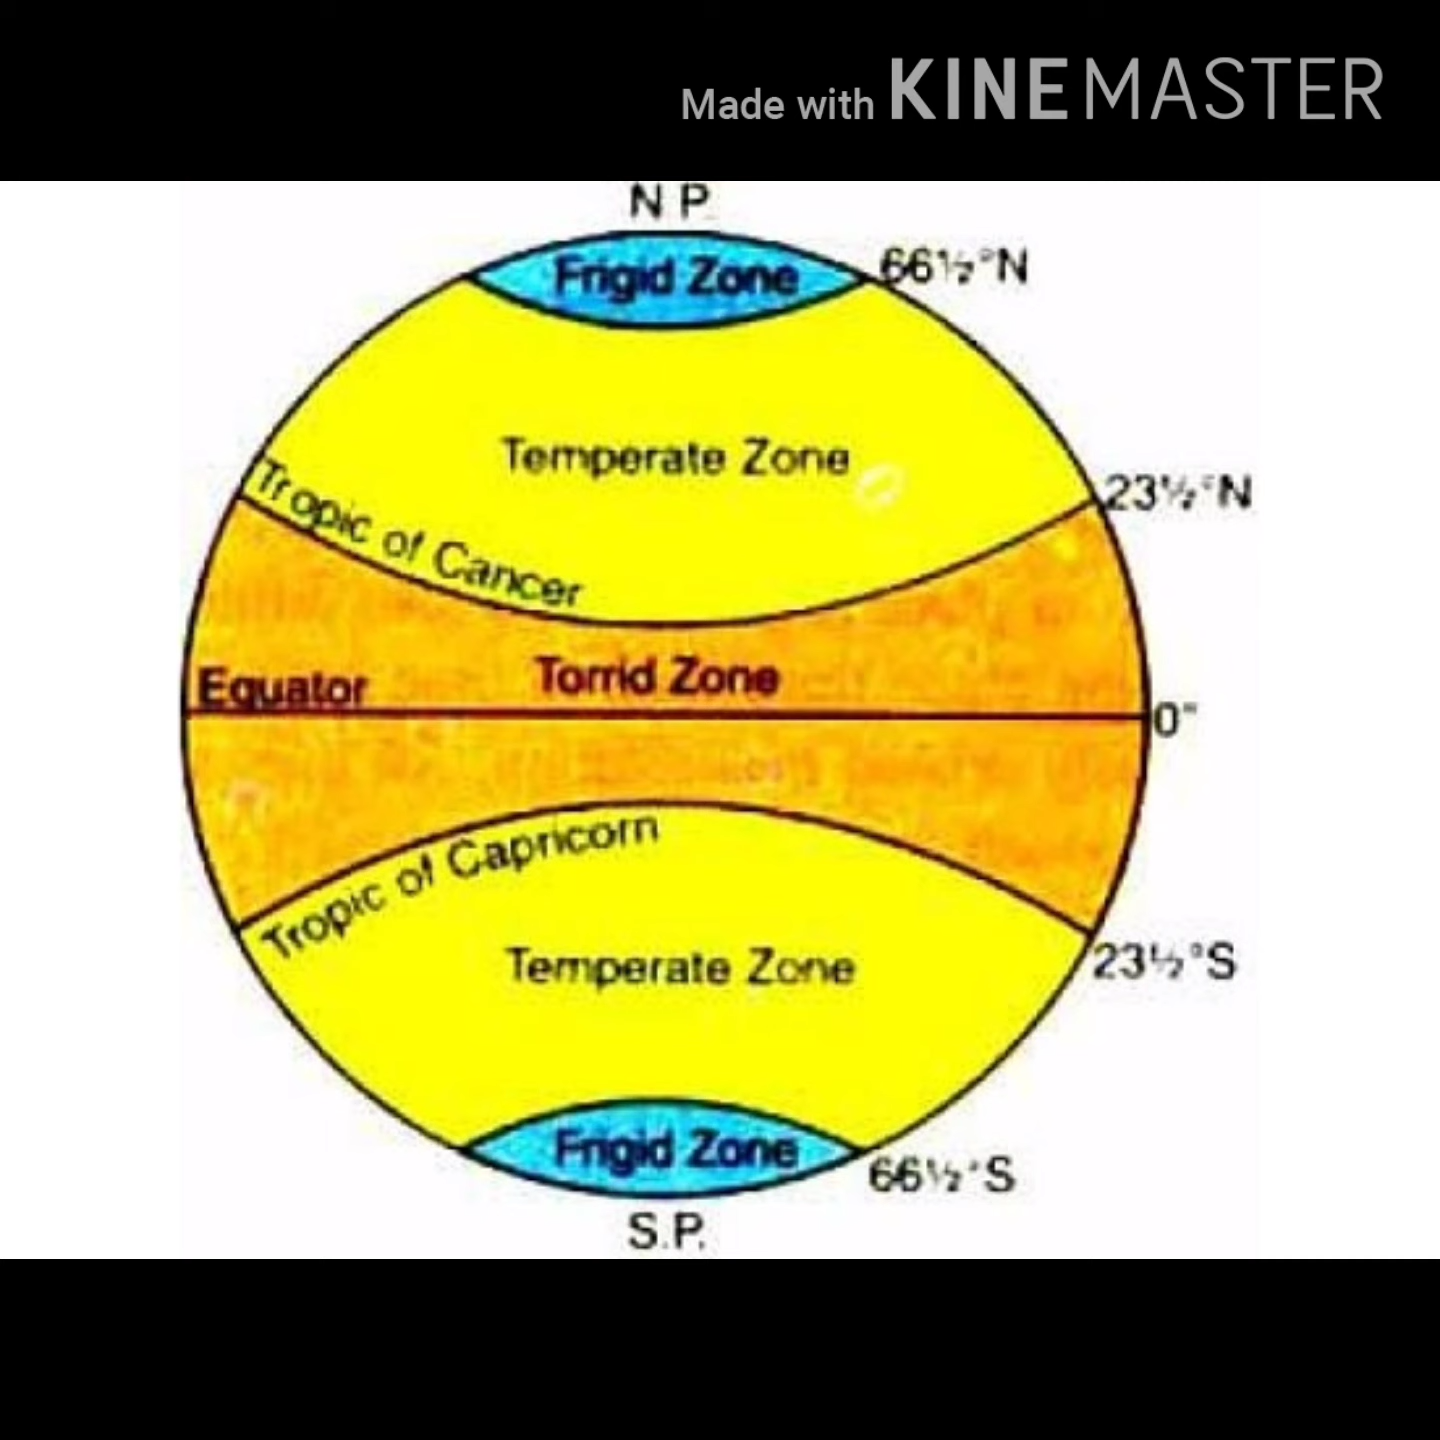 Made with KINEMASTER
N P.
Frigid Zone
66½°N
Temperate Zone
23½°N
Tropic of Cancer
Torrid Zone
Equator
0°
Tropic of Capricorn
Temperate Zone
23½°S
Frigid Zone
66½°S
S.P.